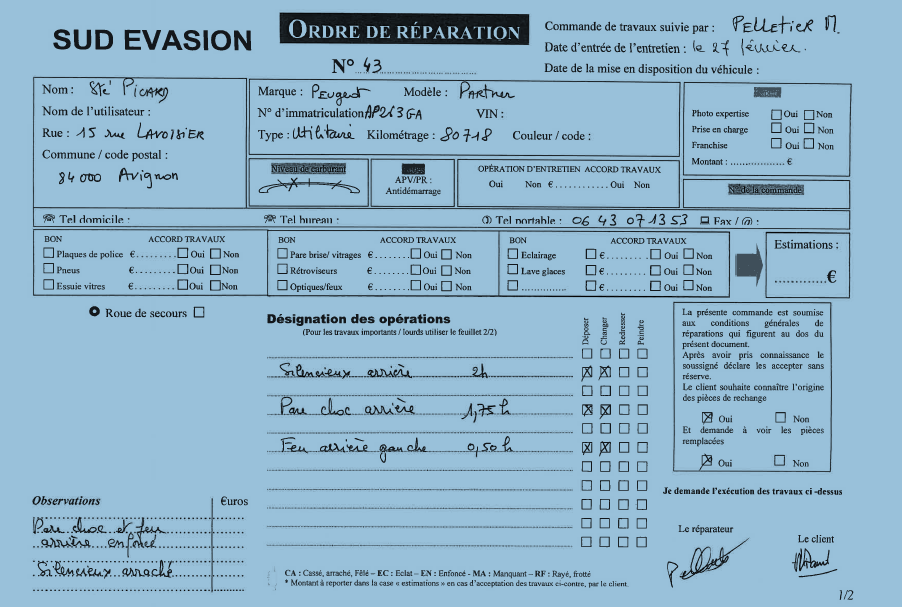 SUD EVASION
ORDRE DE RÉPARATION
N° 43
Commande de travaux suivie par : PELLETIER M.
Date d'entrée de l'entretien : le 27 février.
Date de la mise en disposition du véhicule :
Nom : Sté PICARD
Nom de l'utilisateur :
Rue : 15 rue LAVOISIER
Commune / code postal :
84000 Avignon
Marque : PEUgeot Modèle : PARtner
N° d'immatriculation AP213GA VIN :
Type : Utilitaire Kilométrage : 80718 Couleur / code :
Photo expertise Oui Non
Prise en charge Oui Non
Franchise Oui Non
Montant : ................ €
Niveau de carburant
APV/PR :
Antidémarrage
OPÉRATION D'ENTRETIEN ACCORD TRAVAUX
Oui Non €............Oui Non
N° de la commande
Tel domicile : Tel bureau : Tel portable : 06 43 07 13 53 Fax / @ :
BON ACCORD TRAVAUX BON ACCORD TRAVAUX BON ACCORD TRAVAUX
Plaques de police €......... Oui Non Pare brise/ vitrages €......... Oui Non Eclairage €......... Oui Non
Pneus €......... Oui Non Rétroviseurs €......... Oui Non Lave glaces €......... Oui Non
Essuie vitres €......... Oui Non Optiques/feux €......... Oui Non ............... €......... Oui Non
Estimations :
..............€
Roue de secours
Désignation des opérations
(Pour les travaux importants / lourds utiliser le feuillet 2/2)
Déposer Changer Redresser Peindre
Silencieux arrière 2h
Pare choc arrière 1,75 h
Feu arrière gauche 0,50 h
La présente commande est soumise
aux conditions générales de
réparations qui figurent au dos du
présent document.
Après avoir pris connaissance le
soussigné déclare les accepter sans
réserve.
Le client souhaite connaître l'origine
des pièces de rechange
Oui Non
Et demande à voir les pièces
remplacées
Oui Non
Je demande l'exécution des travaux ci -dessus
Observations €uros
Pare choc et feu
arrière enfoncé
Silencieux arraché
Le réparateur
Le client
CA : Cassé, arraché, Fêlé – EC : Eclat – EN : Enfoncé - MA : Manquant – RF : Rayé, frotté
* Montant à reporter dans la case « estimations » en cas d'acceptation des travaux ci-contre, par le client.
1/2